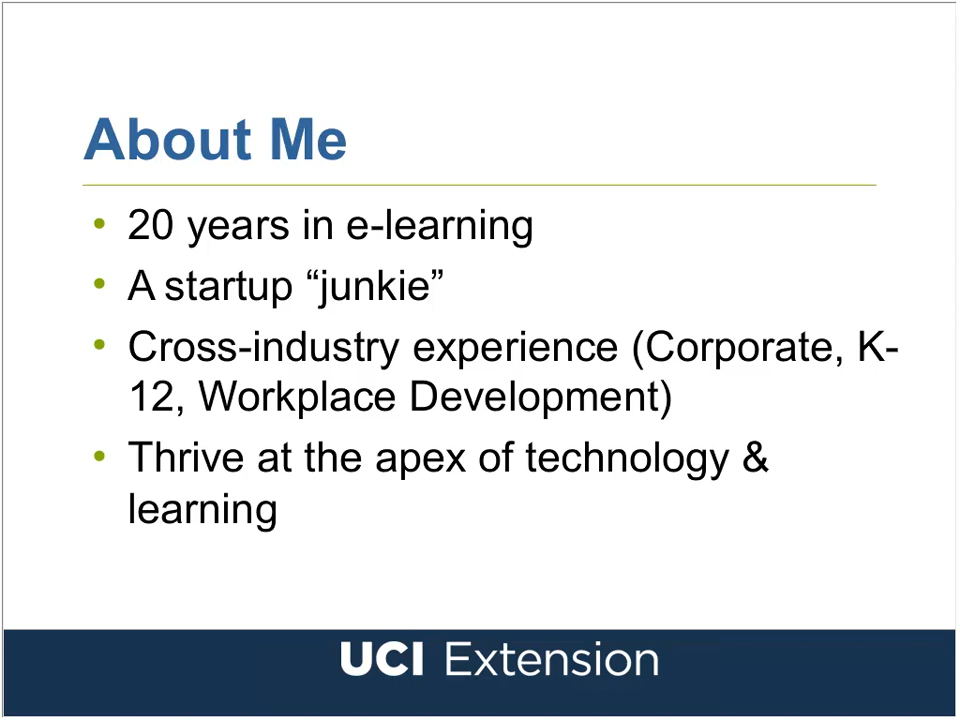 About Me
• 20 years in e-learning
• A startup “junkie”
• Cross-industry experience (Corporate, K-
12, Workplace Development)
• Thrive at the apex of technology &
learning
UCI Extension